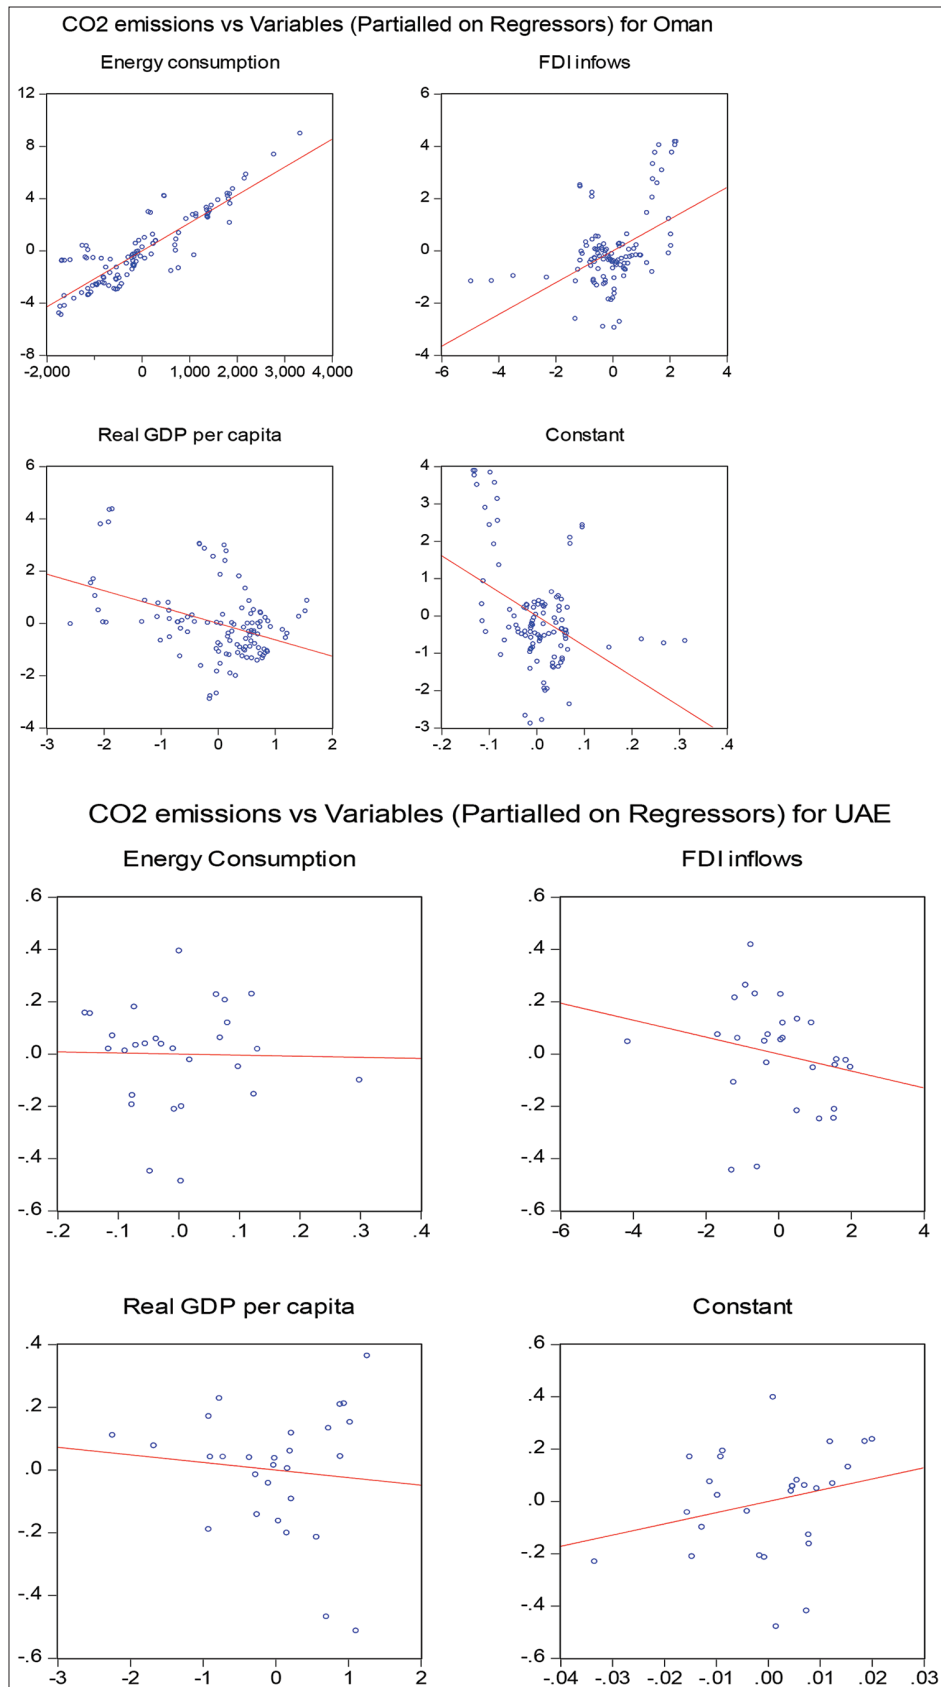 CO2 emissions vs Variables (Partialled on Regressors) for Oman
Energy consumption
FDI infows
12
8
4
0
-4
-8
-2,000 0 1,000 2,000 3,000 4,000
6
4
2
0
-2
-4
-6 -4 -2 0 2 4
Real GDP per capita
Constant
6
4
2
0
-2
-4
-3 -2 -1 0 1 2
4
3
2
1
0
-1
-2
-3
-.2 -.1 .0 .1 .2 .3 .4
CO2 emissions vs Variables (Partialled on Regressors) for UAE
Energy Consumption
FDI inflows
.6
.4
.2
.0
-.2
-.4
-.6
-.2 -.1 .0 .1 .2 .3 .4
.6
.4
.2
.0
-.2
-.4
-.6
-6 -4 -2 0 2 4
Real GDP per capita
Constant
.4
.2
.0
-.2
-.4
-.6
-3 -2 -1 0 1 2
.6
.4
.2
.0
-.2
-.4
-.6
-.04 -.03 -.02 -.01 .00 .01 .02 .03